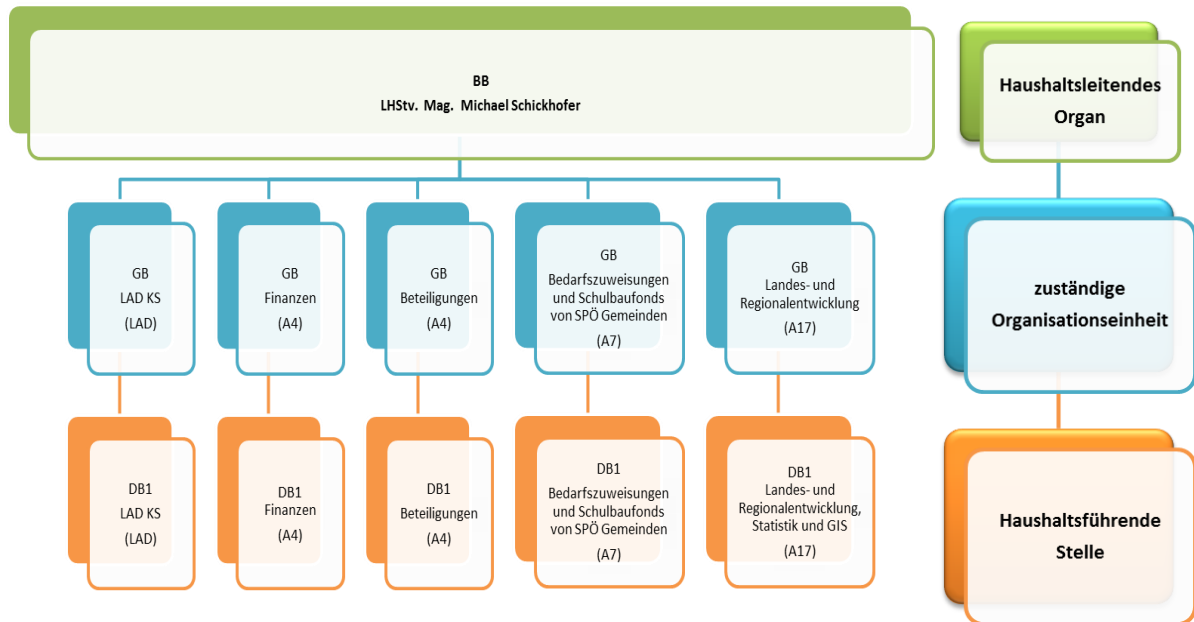 BB
LHStv. Mag. Michael Schickhofer
Haushaltsleitendes
Organ
GB
LAD KS
(LAD)
GB
Finanzen
(A4)
GB
Beteiligungen
(A4)
GB
Bedarfszuweisungen
und Schulbaufonds
von SPÖ Gemeinden
(A7)
GB
Landes- und
Regionalentwicklung
(A17)
zuständige
Organisationseinheit
DB1
LAD KS
(LAD)
DB1
Finanzen
(A4)
DB1
Beteiligungen
(A4)
DB1
Bedarfszuweisungen
und Schulbaufonds
von SPÖ Gemeinden
(A7)
DB1
Landes- und
Regionalentwicklung,
Statistik und GIS
(A17)
Haushaltsführende
Stelle